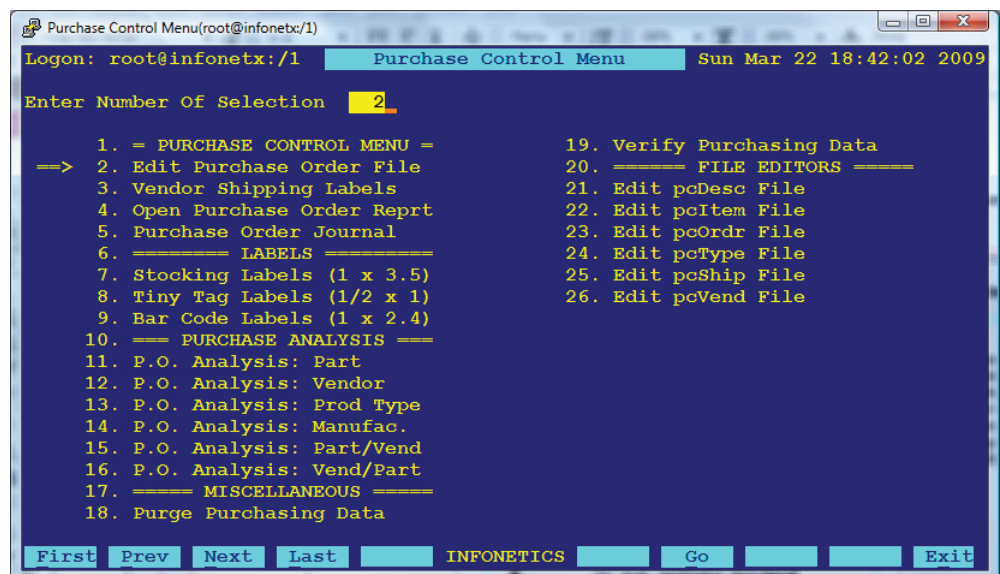 Purchase Control Menu(root@infonetx:/1)
Logon: root@infonetx:/1 Purchase Control Menu Sun Mar 22 18:42:02 2009
Enter Number Of Selection 2
1. = PURCHASE CONTROL MENU =
==> 2. Edit Purchase Order File
3. Vendor Shipping Labels
4. Open Purchase Order Reprt
5. Purchase Order Journal
6. ======== LABELS =========
7. Stocking Labels (1 x 3.5)
8. Tiny Tag Labels (1/2 x 1)
9. Bar Code Labels (1 x 2.4)
10. === PURCHASE ANALYSIS ===
11. P.O. Analysis: Part
12. P.O. Analysis: Vendor
13. P.O. Analysis: Prod Type
14. P.O. Analysis: Manufac.
15. P.O. Analysis: Part/Vend
16. P.O. Analysis: Vend/Part
17. ===== MISCELLANEOUS =====
18. Purge Purchasing Data
19. Verify Purchasing Data
20. ====== FILE EDITORS =====
21. Edit pcDesc File
22. Edit pcItem File
23. Edit pcOrdr File
24. Edit pcType File
25. Edit pcShip File
26. Edit pcVend File
First Prev Next Last INFONETICS Go Exit